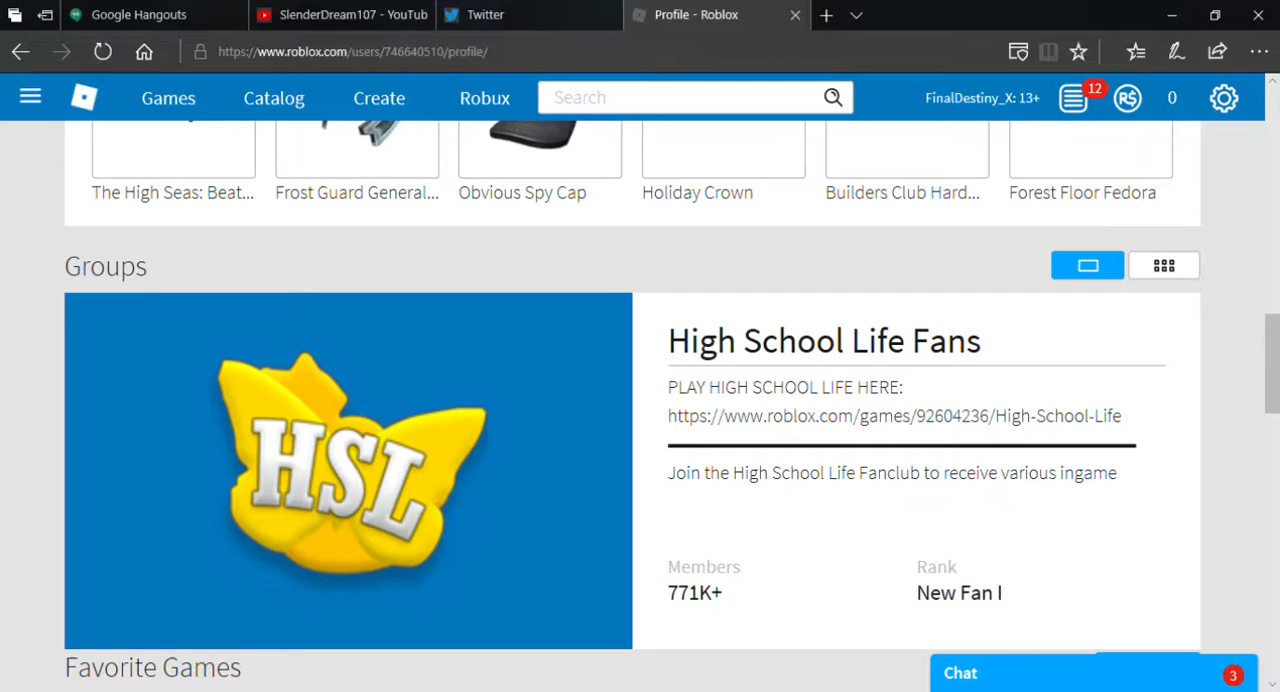 Google Hangouts
SlenderDream107 - YouTub
Twitter
Profile - Roblox
https://www.roblox.com/users/746640510/profile/
Games
Catalog
Create
Robux
Search
FinalDestiny_X: 13+
12
R$
0
The High Seas: Beat...
Frost Guard General...
Obvious Spy Cap
Holiday Crown
Builders Club Hard...
Forest Floor Fedora
Groups
HSL
High School Life Fans
PLAY HIGH SCHOOL LIFE HERE:
https://www.roblox.com/games/92604236/High-School-Life
Join the High School Life Fanclub to receive various ingame
Members
Rank
771K+
New Fan I
Favorite Games
Chat
3